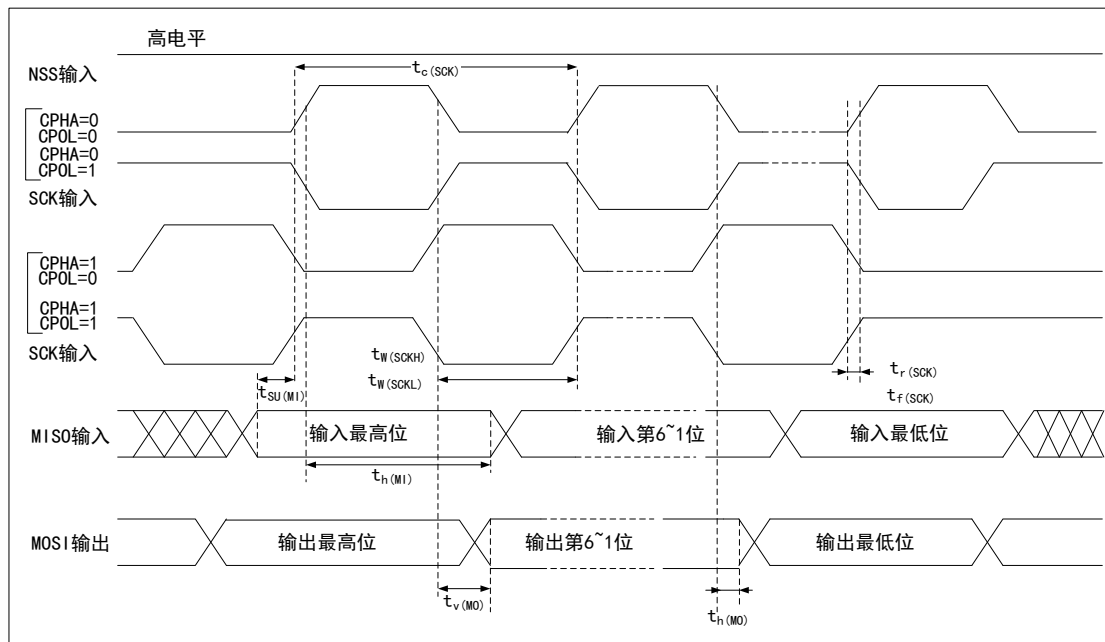 高电平
NSS输入
tc(SCK)
CPHA=0
CPOL=0
CPHA=0
CPOL=1
SCK输入
CPHA=1
CPOL=0
CPHA=1
CPOL=1
SCK输入
tW(SCKH)
tW(SCKL)
tr(SCK)
tf(SCK)
tSU(MI)
MISO输入
输入最高位
输入第6~1位
输入最低位
th(MI)
MOSI输出
输出最高位
输出第6~1位
输出最低位
tv(MO)
th(MO)